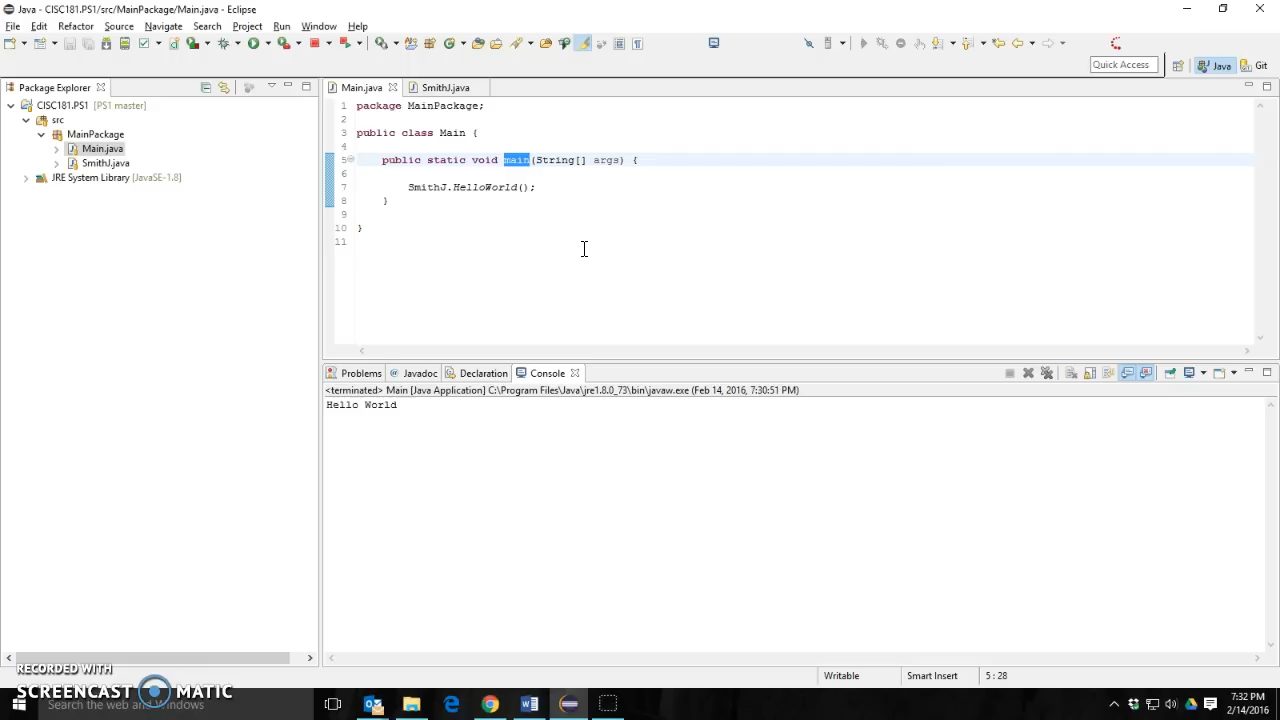 Java - CISC181.PS1/src/MainPackage/Main.java - Eclipse
File Edit Refactor Source Navigate Search Project Run Window Help
Quick Access
Java
Git
Package Explorer
CISC181.PS1 [PS1 master]
src
MainPackage
Main.java
SmithJ.java
JRE System Library [JavaSE-1.8]
Main.java SmithJ.java
1 package MainPackage;
2
3 public class Main {
4
5 public static void main(String[] args) {
6
7 SmithJ.HelloWorld();
8 }
9
10 }
11
Problems @ Javadoc Declaration Console
<terminated> Main [Java Application] C:\Program Files\Java\jre1.8.0_73\bin\javaw.exe (Feb 14, 2016, 7:30:51 PM)
Hello World
Writable Smart Insert 5 : 28
RECORDED WITH
SCREENCAST MATIC
Search the web and Windows
7:32 PM
2/14/2016